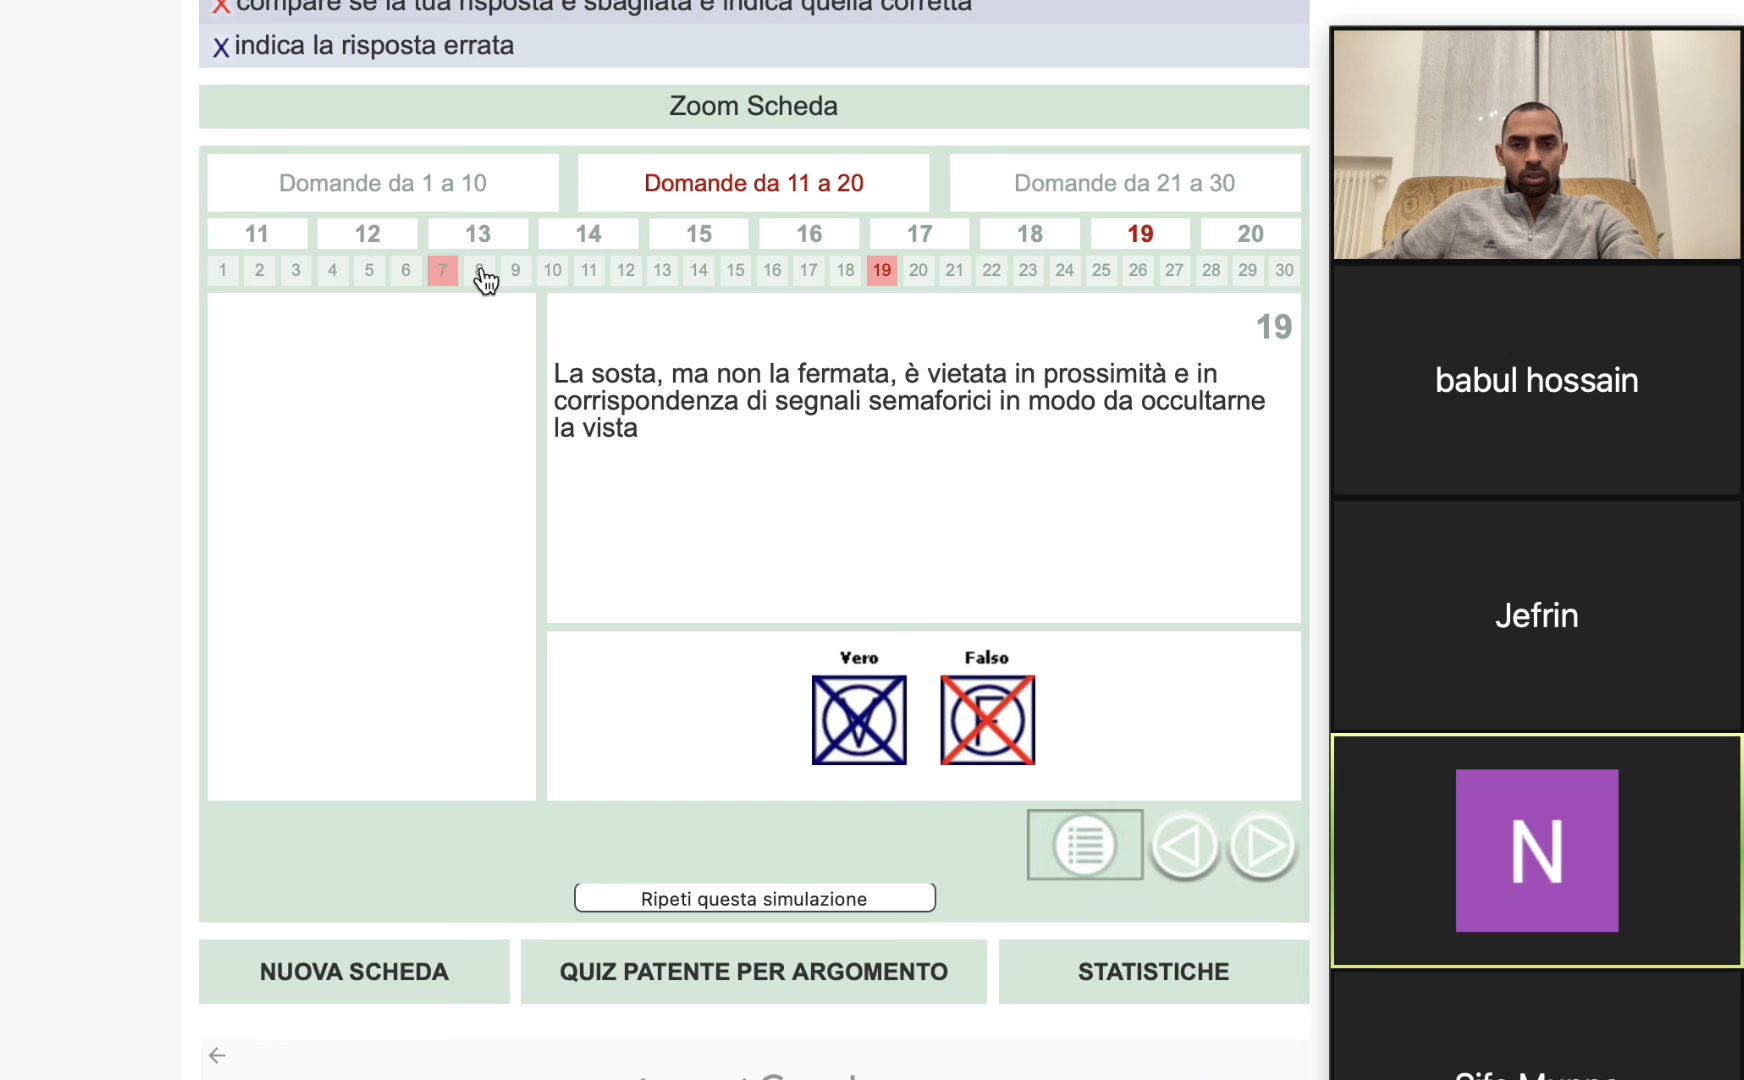 X compare se la tua risposta è sbagliata e indica quella corretta
X indica la risposta errata
Zoom Scheda
Domande da 1 a 10
Domande da 11 a 20
Domande da 21 a 30
11 12 13 14 15 16 17 18 19 20
1 2 3 4 5 6 7 8 9 10 11 12 13 14 15 16 17 18 19 20 21 22 23 24 25 26 27 28 29 30
19
La sosta, ma non la fermata, è vietata in prossimità e in
corrispondenza di segnali semaforici in modo da occultarne
la vista
Vero Falso
V F
Ripeti questa simulazione
NUOVA SCHEDA
QUIZ PATENTE PER ARGOMENTO
STATISTICHE
babul hossain
Jefrin
N